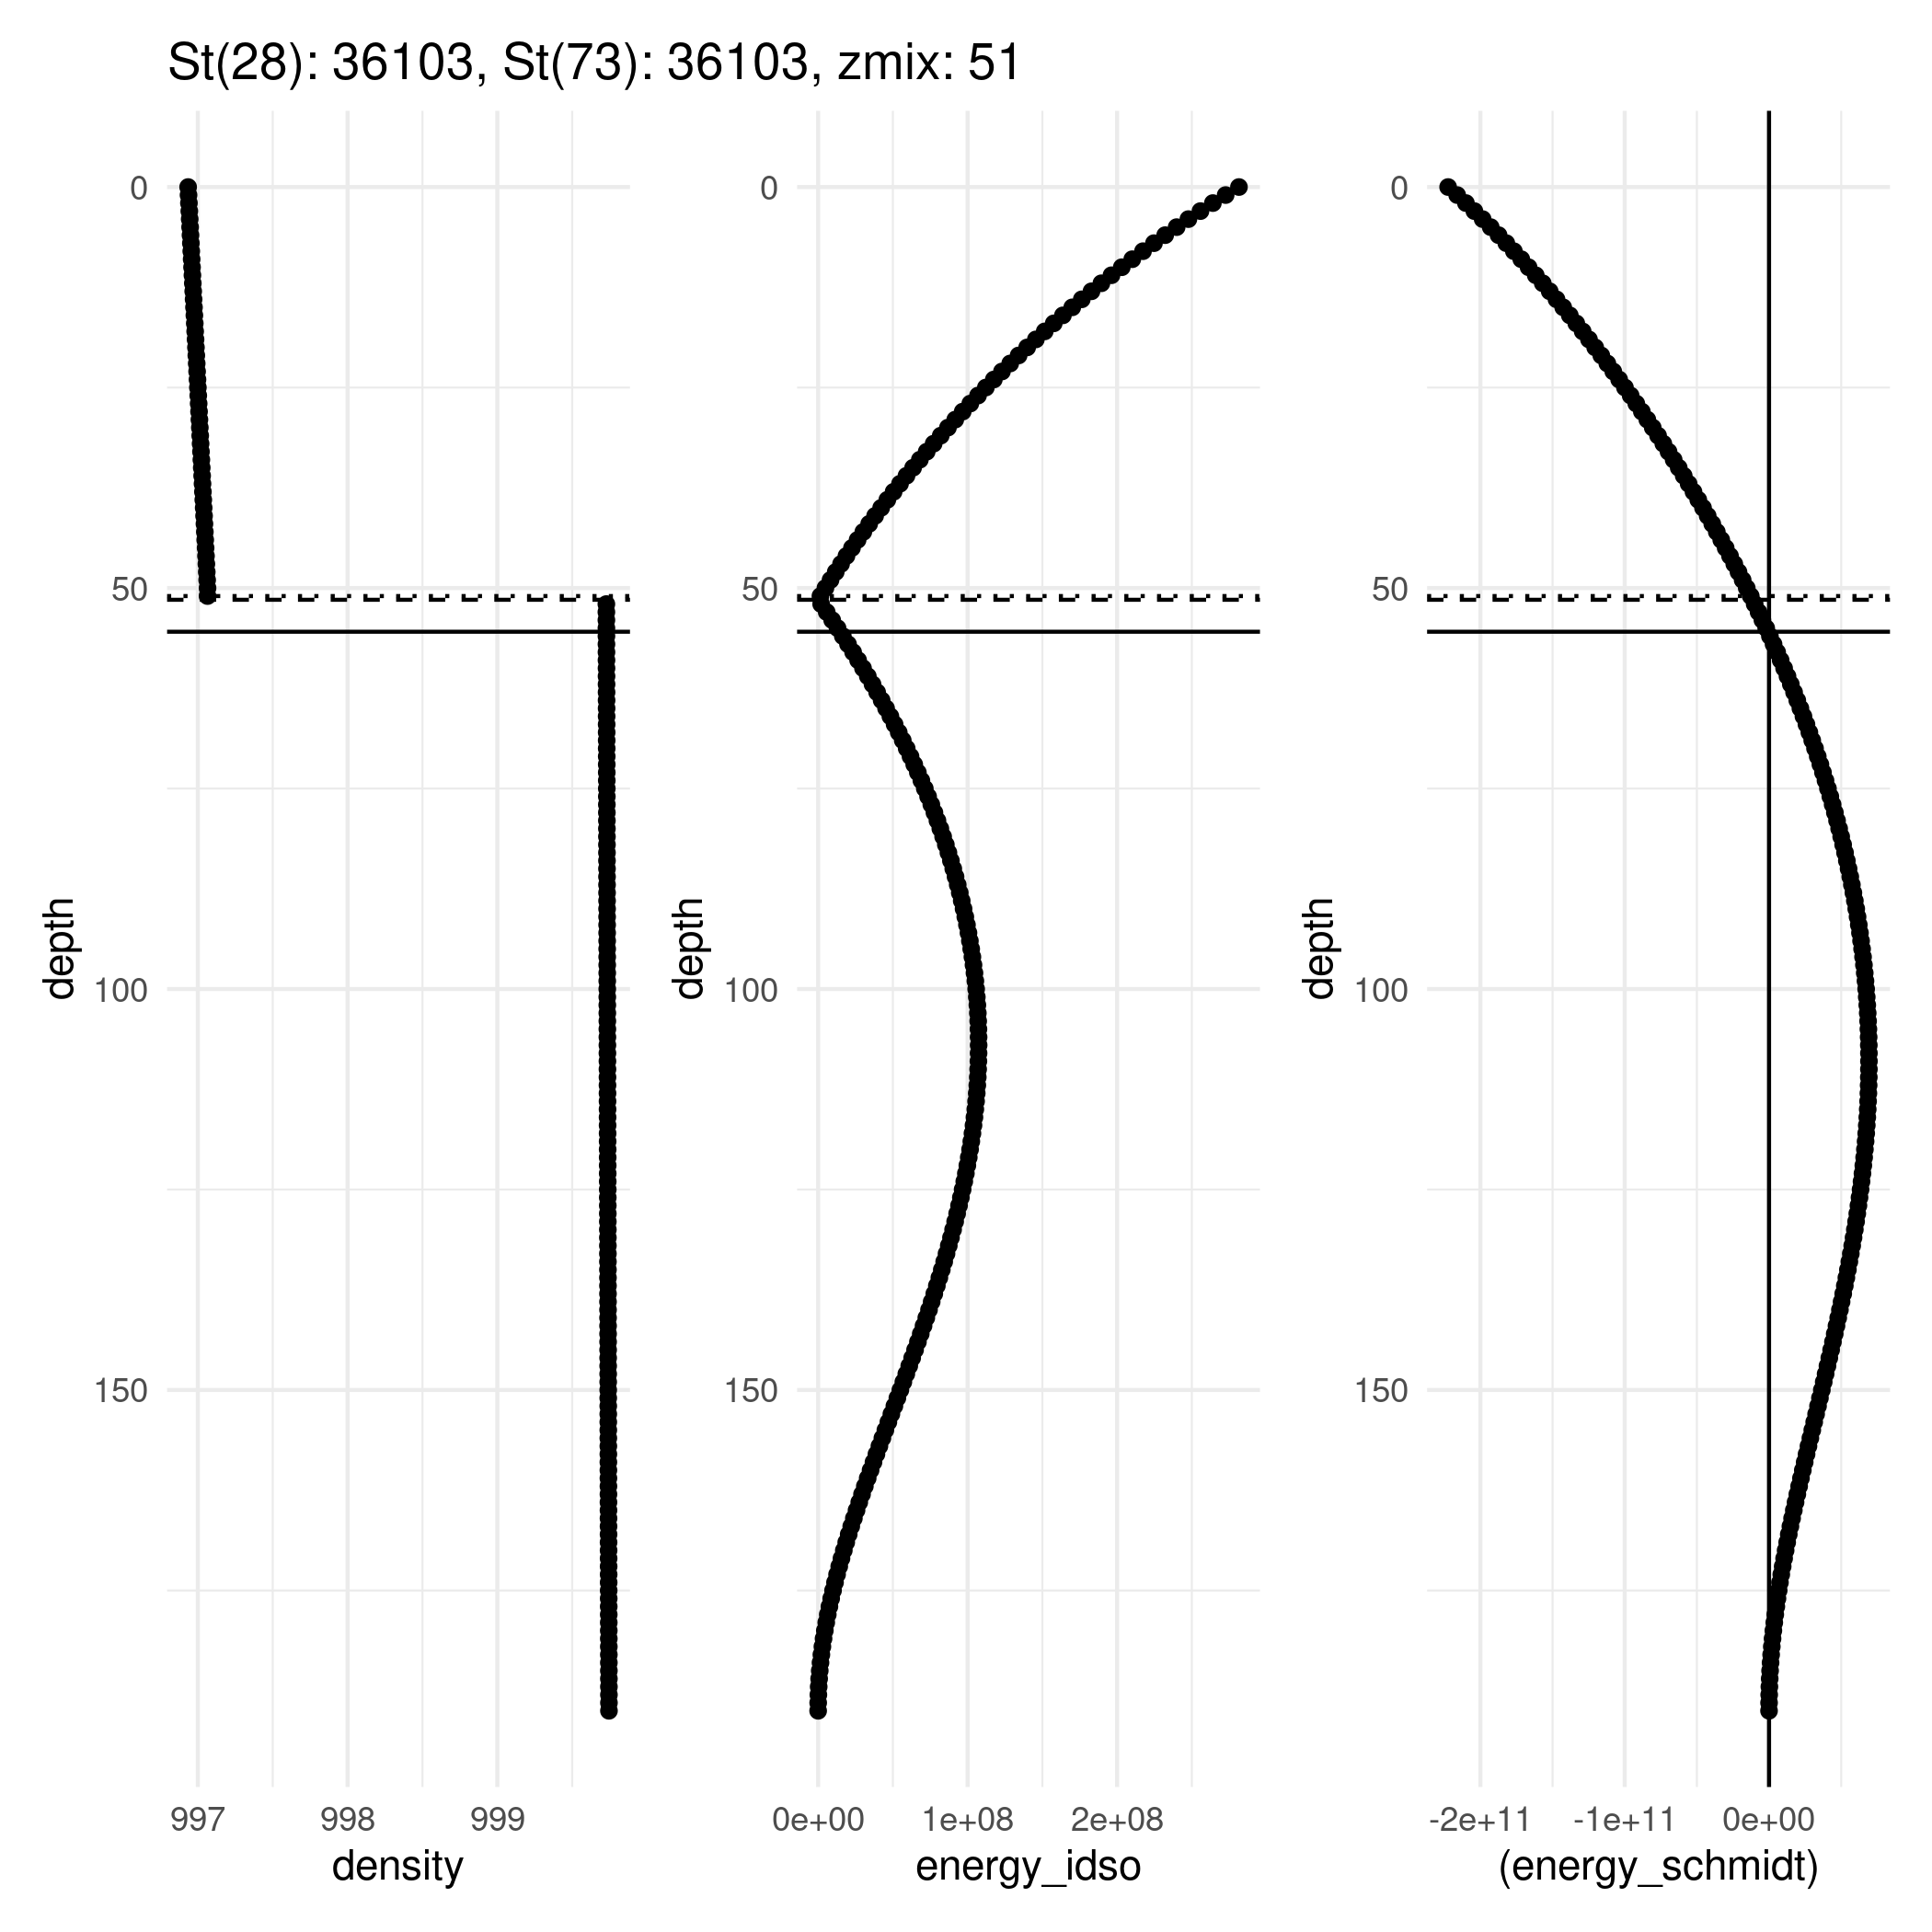 St(28): 36103, St(73): 36103, zmix: 51
0
50
100
150
depth
997
998
999
density
0
50
100
150
depth
0e+00
1e+08
2e+08
energy_idso
0
50
100
150
depth
-2e+11
-1e+11
0e+00
(energy_schmidt)